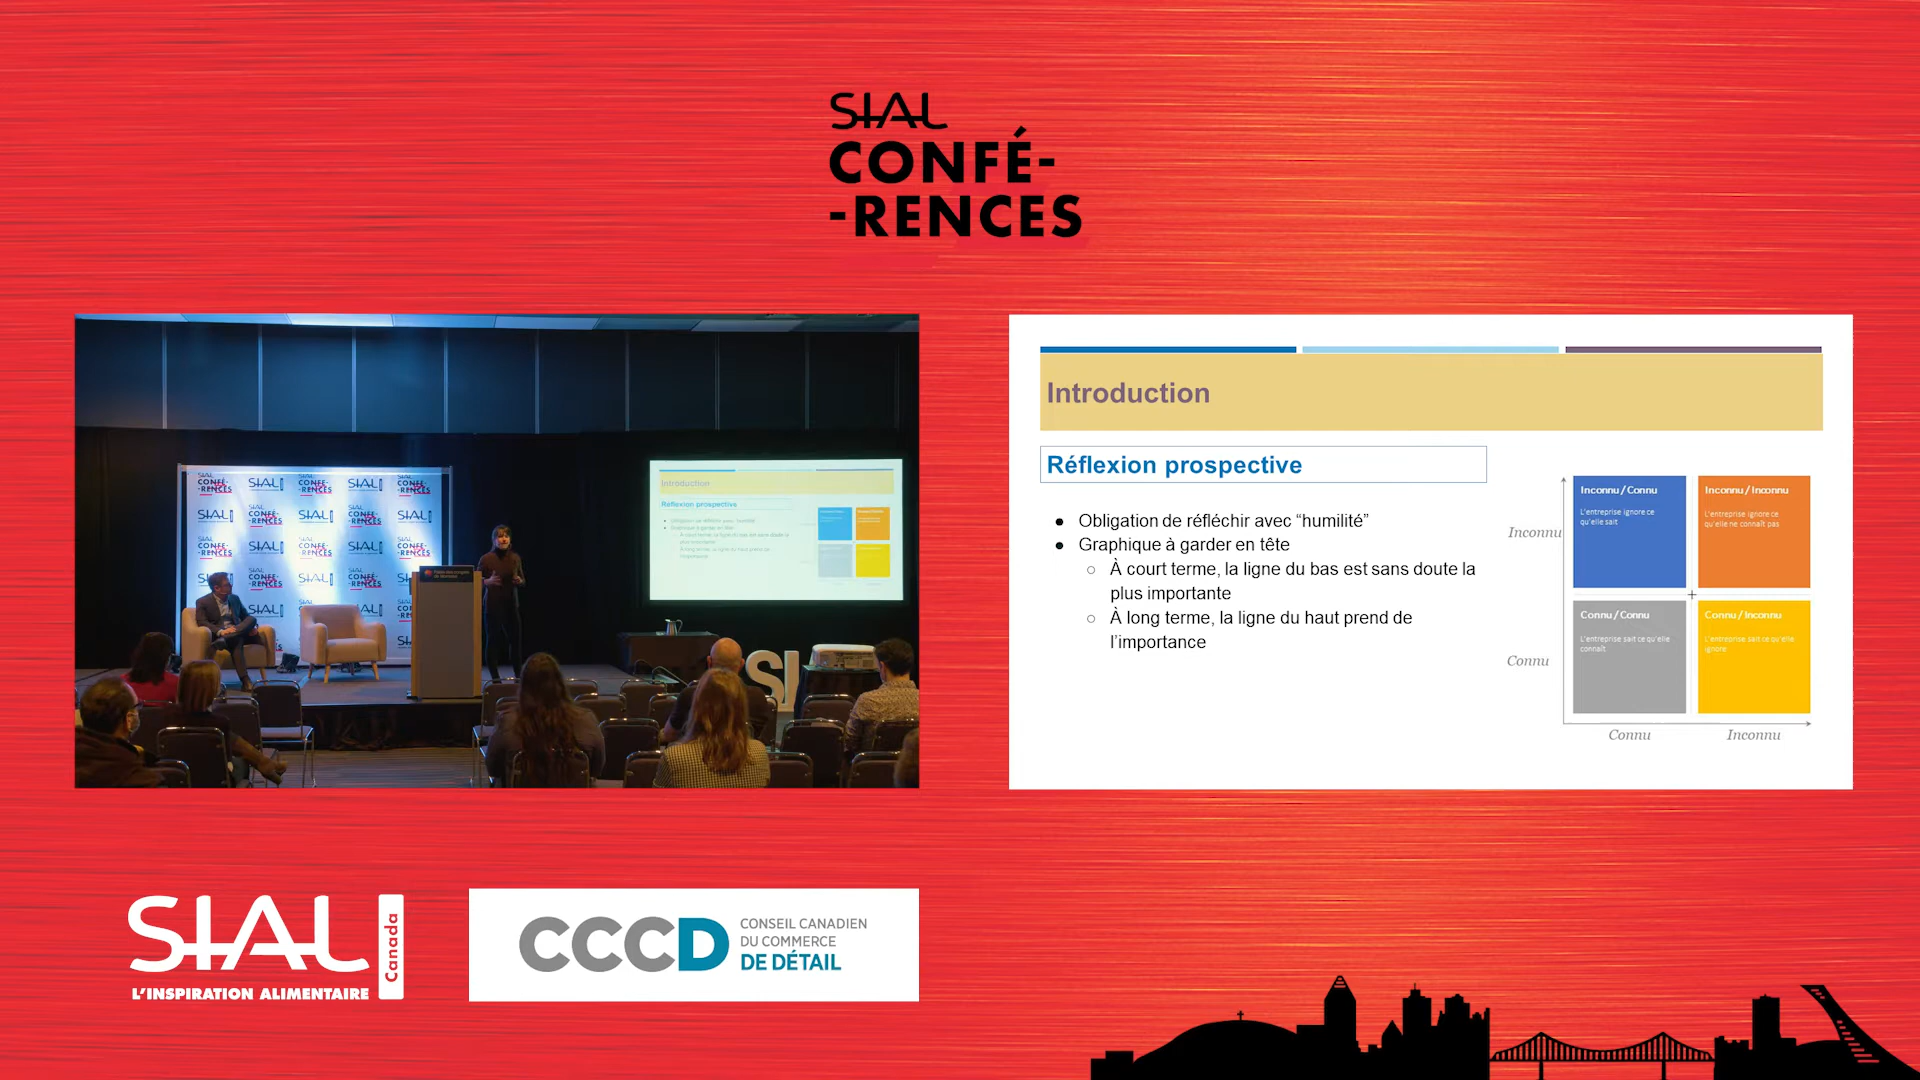 SIAL
CONFÉ-
-RENCES
Introduction
Réflexion prospective
Introduction
Réflexion prospective
● Obligation de réfléchir avec “humilité”
● Graphique à garder en tête
○ À court terme, la ligne du bas est sans doute la
plus importante
○ À long terme, la ligne du haut prend de
l’importance
Inconnu
Connu
Inconnu / Connu
L'entreprise ignore ce
qu'elle sait
Inconnu / Inconnu
L'entreprise ignore ce
qu'elle ne connaît pas
Connu / Connu
L'entreprise sait ce qu'elle
connaît
Connu / Inconnu
L'entreprise sait ce qu'elle
ignore
Connu
Inconnu
SIAL
Canada
L'INSPIRATION ALIMENTAIRE
CCCD
CONSEIL CANADIEN
DU COMMERCE
DE DÉTAIL